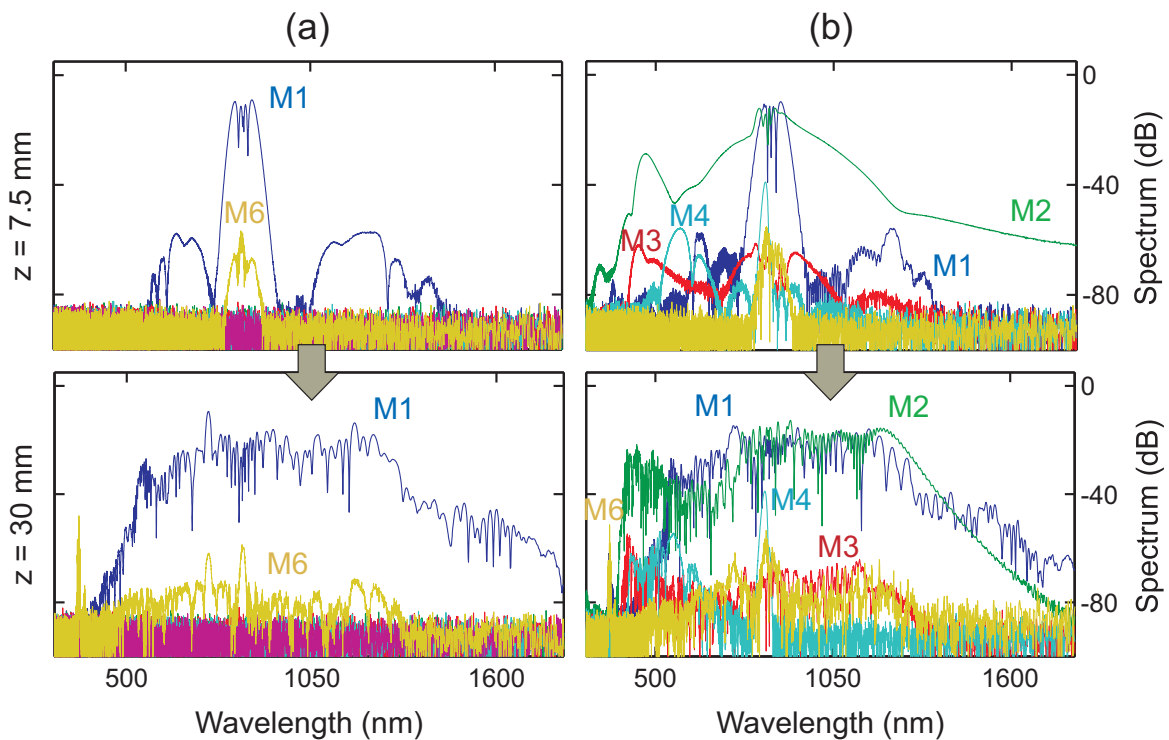 (a)
(b)
z = 7.5 mm
M1
M6
M2
M4
M3
M1
0
-40
-80
Spectrum (dB)
z = 30 mm
M1
M6
M1
M2
M6
M4
M3
0
-40
-80
Spectrum (dB)
500 1050 1600
500 1050 1600
Wavelength (nm)
Wavelength (nm)